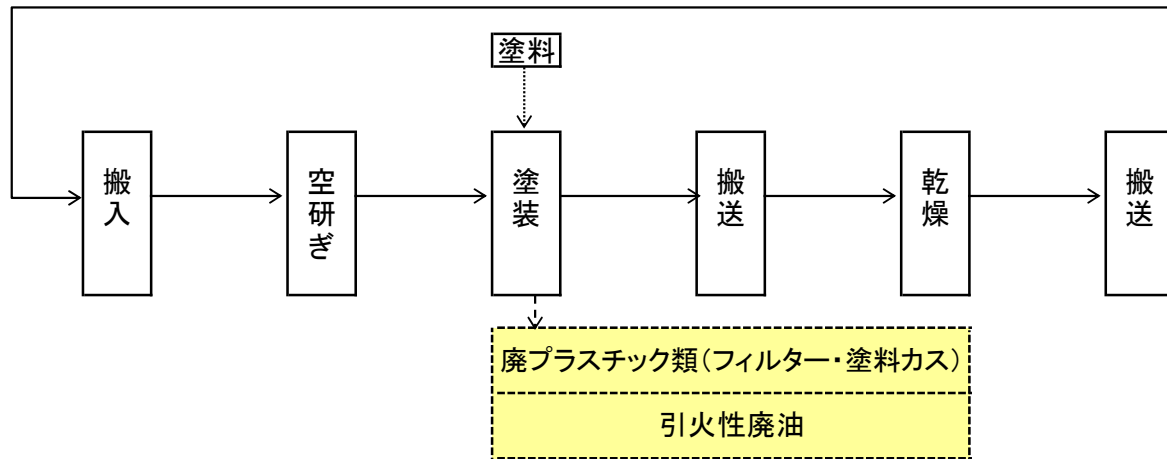 塗料
搬入
空研ぎ
塗装
搬送
乾燥
搬送
廃プラスチック類(フィルター・塗料カス)
引火性廃油